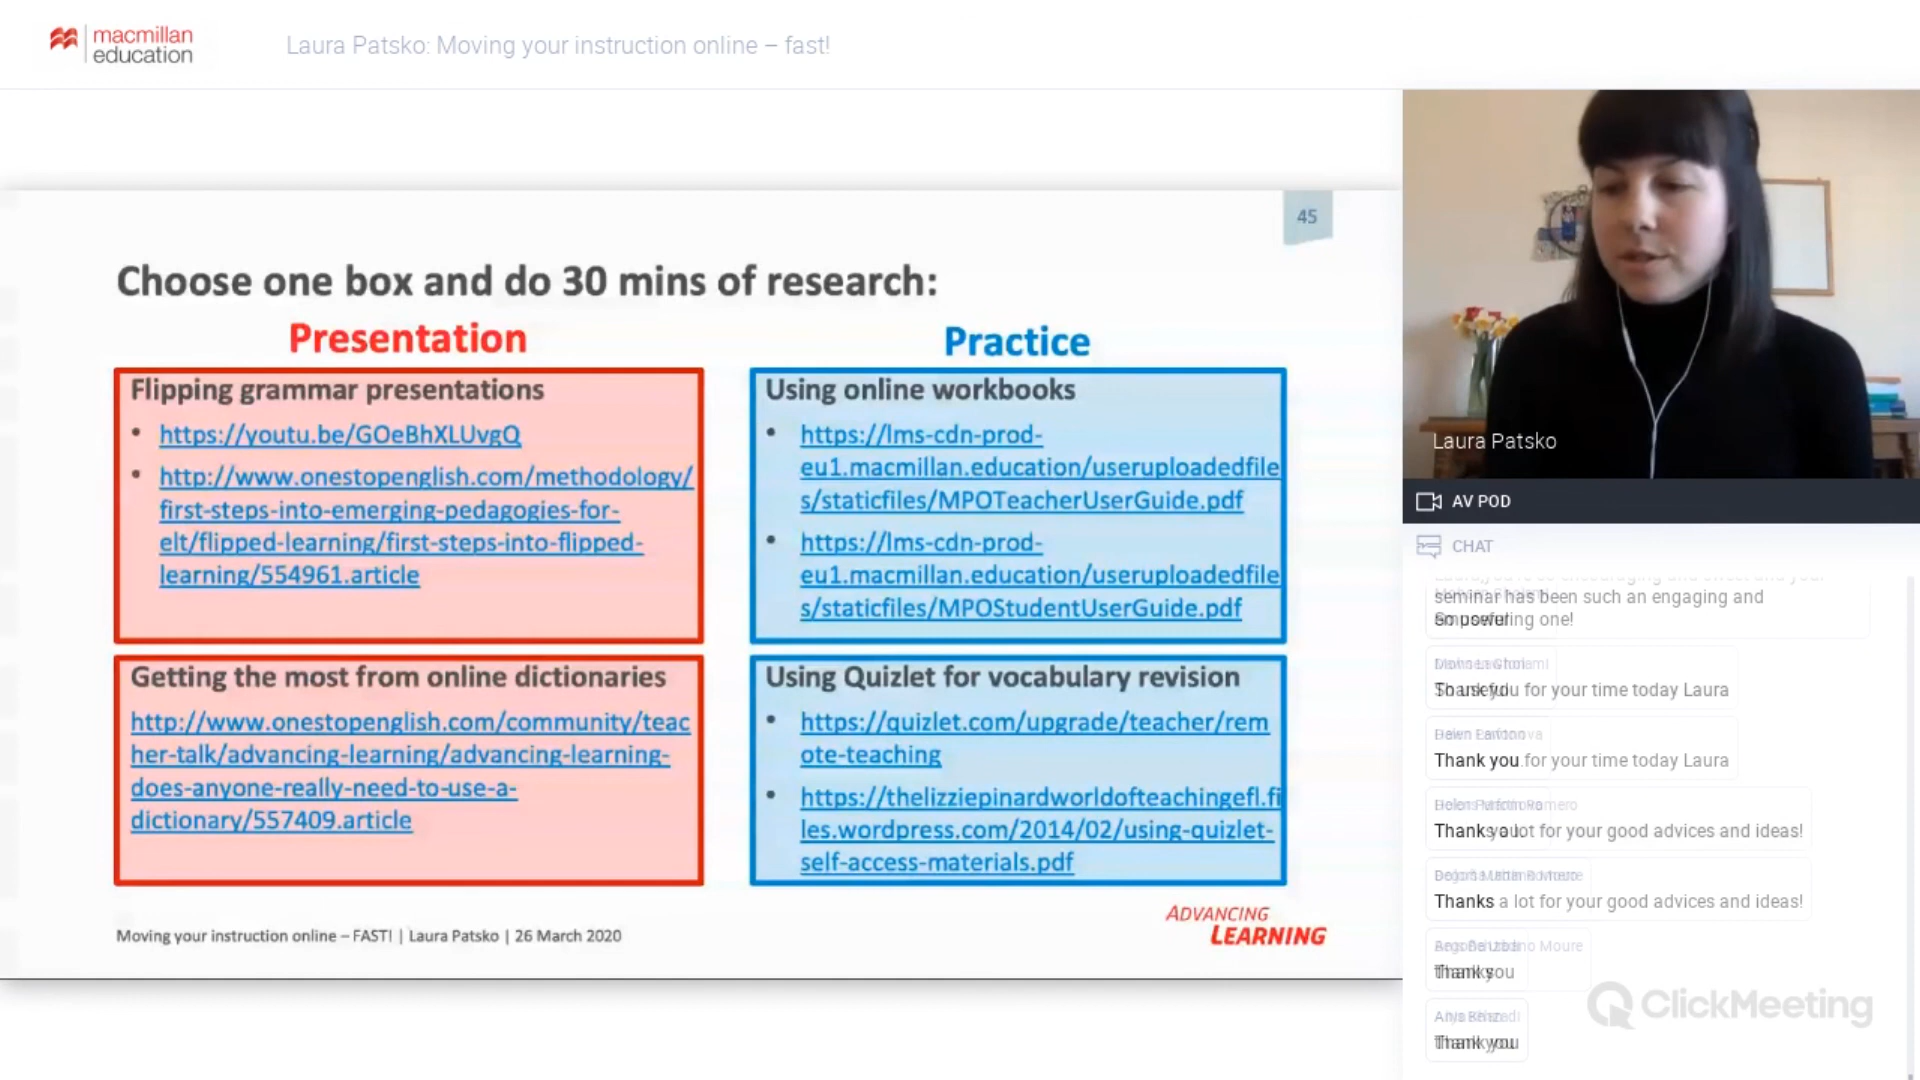 macmillan
education
Laura Patsko: Moving your instruction online – fast!
45
Choose one box and do 30 mins of research:
Presentation
Flipping grammar presentations
• https://youtu.be/GOeBhXLUvgQ
• http://www.onestopenglish.com/methodology/
first-steps-into-emerging-pedagogies-for-
elt/flipped-learning/first-steps-into-flipped-
learning/554961.article
Getting the most from online dictionaries
http://www.onestopenglish.com/community/teac
her-talk/advancing-learning/advancing-learning-
does-anyone-really-need-to-use-a-
dictionary/557409.article
Practice
Using online workbooks
• https://lms-cdn-prod-
eu1.macmillan.education/useruploadedfile
s/staticfiles/MPOTeacherUserGuide.pdf
• https://lms-cdn-prod-
eu1.macmillan.education/useruploadedfile
s/staticfiles/MPOStudentUserGuide.pdf
Using Quizlet for vocabulary revision
• https://quizlet.com/upgrade/teacher/rem
ote-teaching
• https://thelizziepinardworldofteachingefl.fi
les.wordpress.com/2014/02/using-quizlet-
self-access-materials.pdf
Moving your instruction online – FAST! | Laura Patsko | 26 March 2020
ADVANCING
LEARNING
Laura Patsko
AV POD
CHAT
seminar has been such an engaging and
one!
for your time today Laura
Thank you for your time today Laura
a lot for your good advices and ideas!
Thanks a lot for your good advices and ideas!
Moure
ClickMeeting